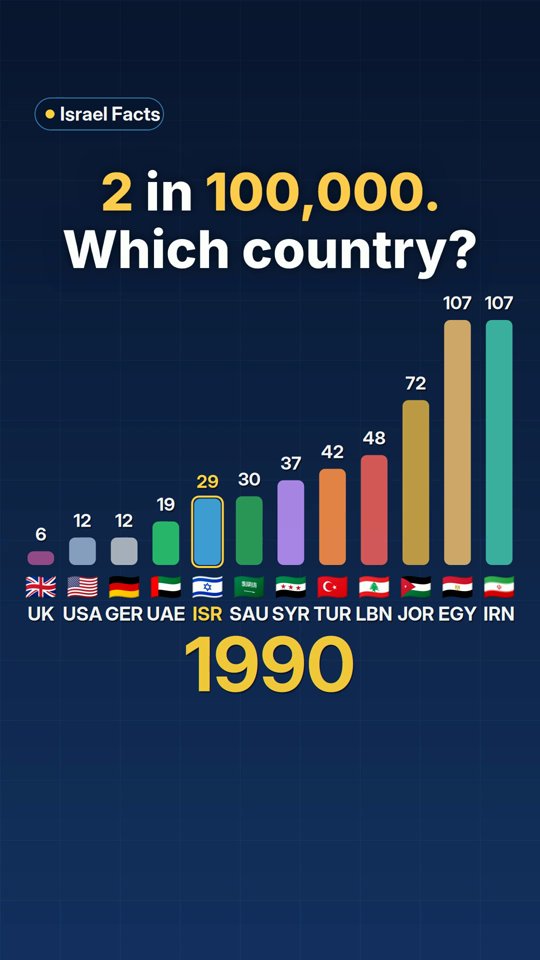 Israel Facts
2 in 100,000.
Which country?
107 107
72
48
42
37
30
29
19
12 12
6
UK USA GER UAE ISR SAU SYR TUR LBN JOR EGY IRN
1990